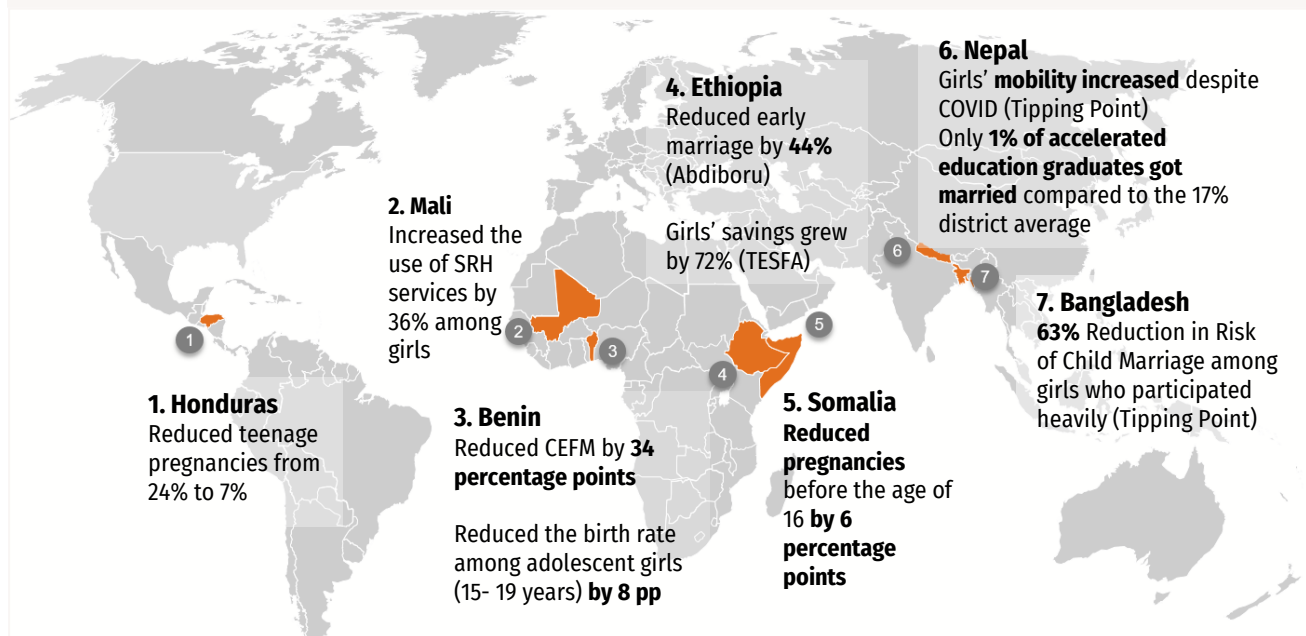 1. Honduras
Reduced teenage
pregnancies from
24% to 7%
2. Mali
Increased the
use of SRH
services by
36% among
girls
3. Benin
Reduced CEFM by 34
percentage points
Reduced the birth rate
among adolescent girls
(15- 19 years) by 8 pp
4. Ethiopia
Reduced early
marriage by 44%
(Abdiboru)
Girls’ savings grew
by 72% (TESFA)
5. Somalia
Reduced
pregnancies
before the age of
16 by 6
percentage
points
6. Nepal
Girls’ mobility increased despite
COVID (Tipping Point)
Only 1% of accelerated
education graduates got
married compared to the 17%
district average
7. Bangladesh
63% Reduction in Risk
of Child Marriage among
girls who participated
heavily (Tipping Point)
1
2
3
4
5
6
7